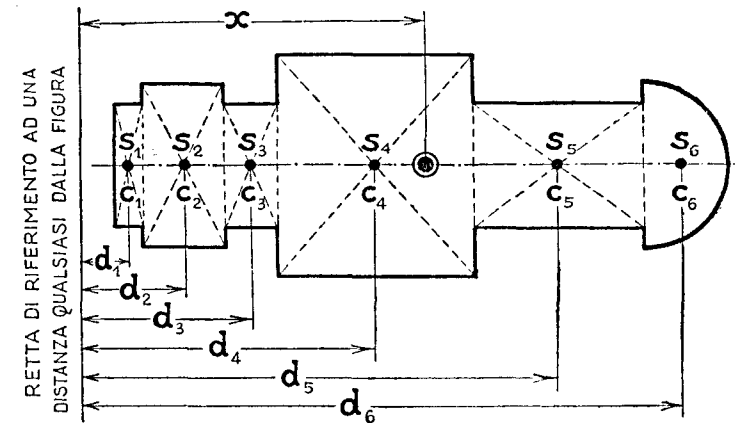 x
RETTA DI RIFERIMENTO AD UNA
DISTANZA QUALSIASI DALLA FIGURA
S₁ S₂ S₃ S₄ S₅ S₆
C C₂ C₃ C₄ C₅ C₆
d₁
d₂
d₃
d₄
d₅
d₆